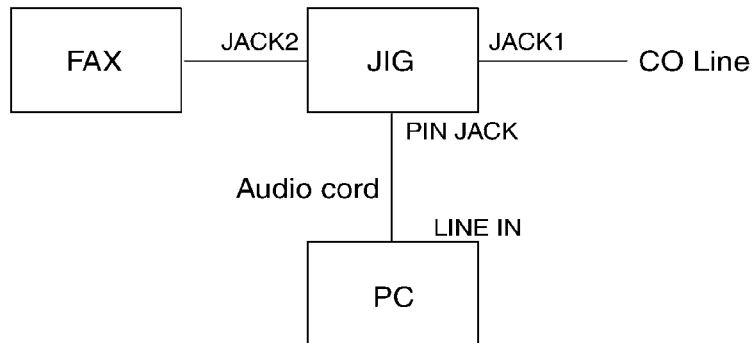 JACK2
JACK1
FAX
JIG
CO Line
PIN JACK
Audio cord
LINE IN
PC